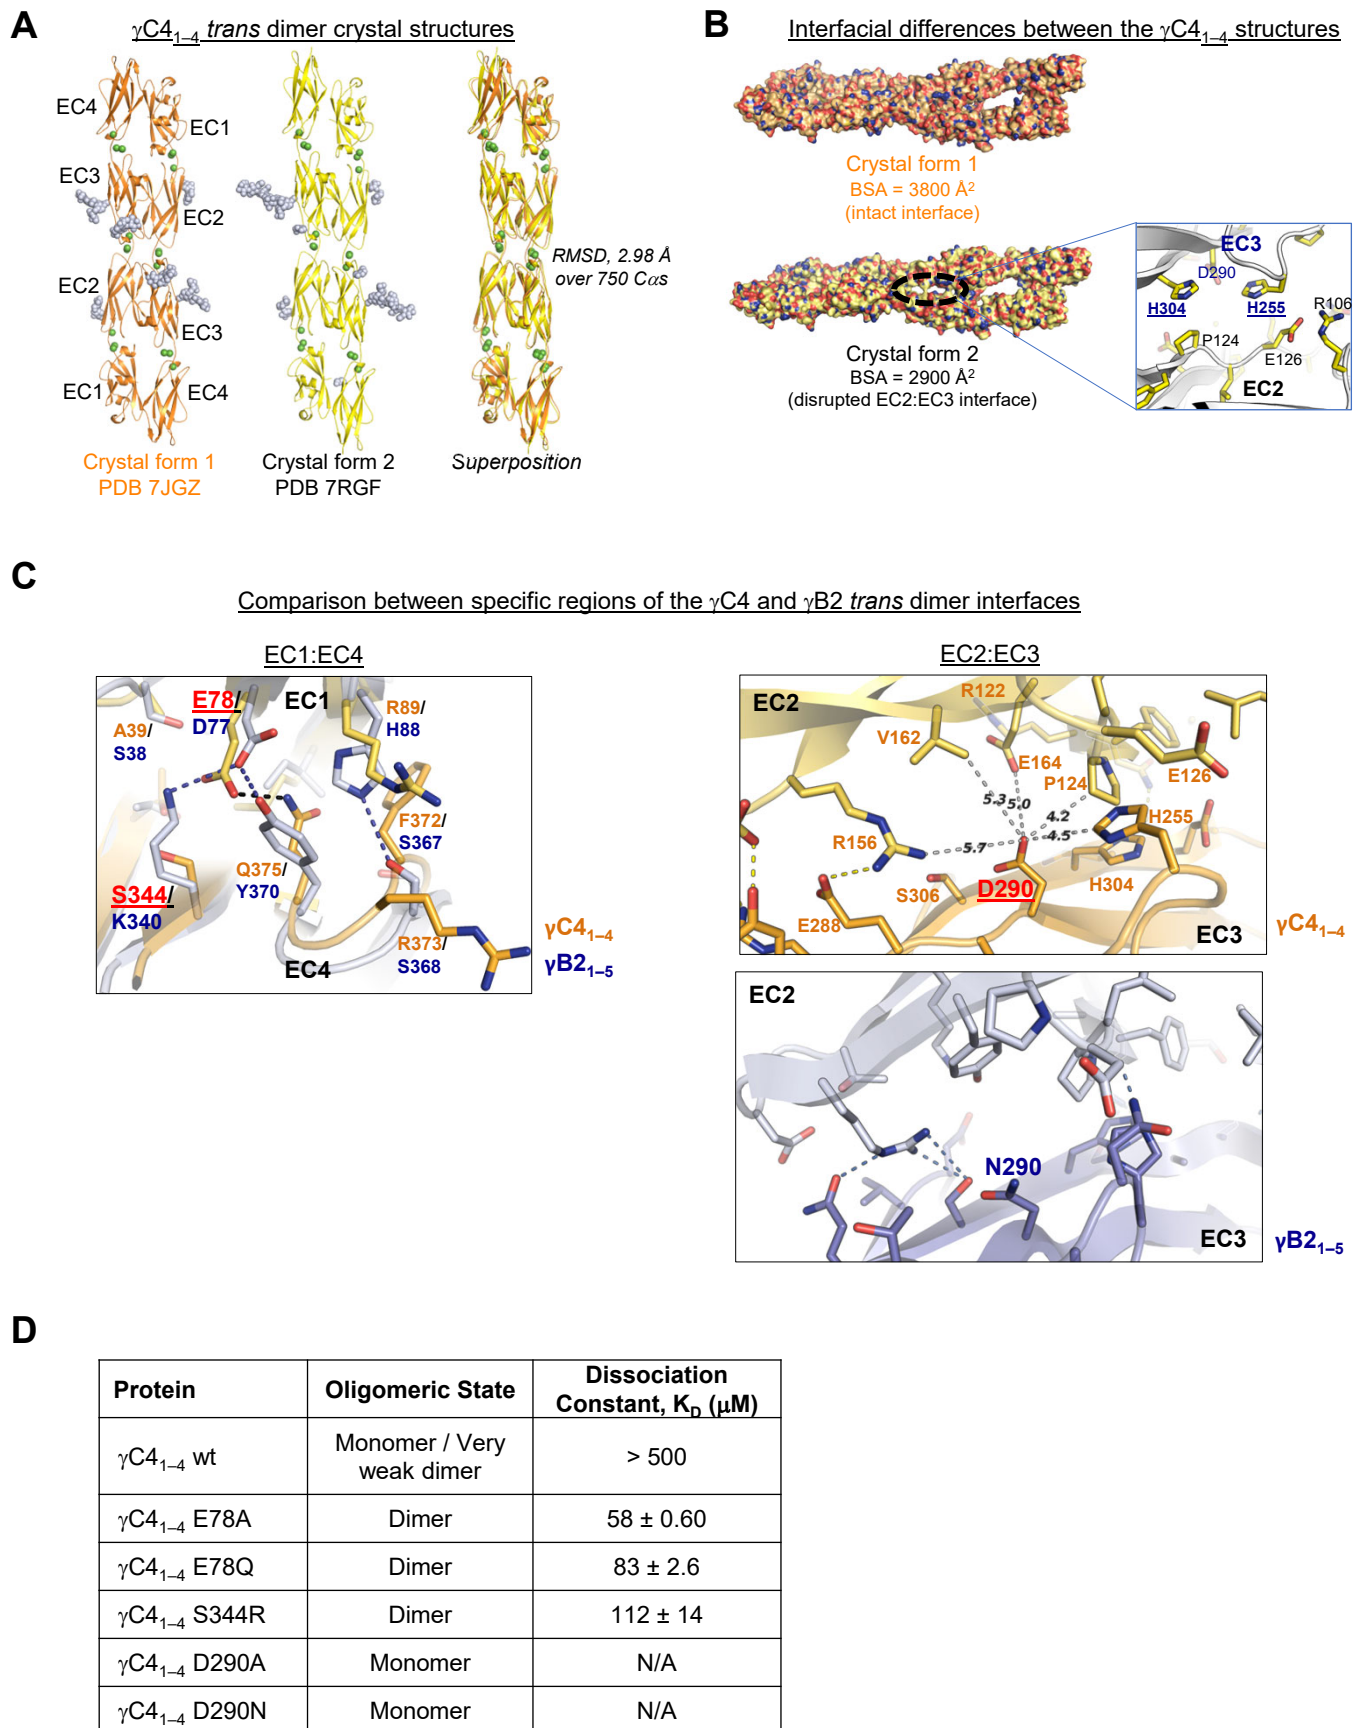 A
γC4₁₋₄ trans dimer crystal structures
EC4
EC1
EC3
EC2
EC2
EC3
EC1
EC4
RMSD, 2.98 Å
over 750 Cαs
Crystal form 1
PDB 7JGZ
Crystal form 2
PDB 7RGF
Superposition
B
Interfacial differences between the γC4₁₋₄ structures
Crystal form 1
BSA = 3800 Å²
(intact interface)
Crystal form 2
BSA = 2900 Å²
(disrupted EC2:EC3 interface)
EC3
D290
H304
H255
R106
P124
E126
EC2
C
Comparison between specific regions of the γC4 and γB2 trans dimer interfaces
EC1:EC4
E78/
D77
EC1
R89/
H88
A39/
S38
F372/
S367
Q375/
Y370
S344/
K340
R373/
S368
EC4
γC4₁₋₄
γB2₁₋₅
EC2:EC3
EC2
R122
V162
E164
P124
E126
5.3
5.0
4.2
4.5
5.7
H255
R156
S306
D290
H304
E288
EC3
γC4₁₋₄
EC2
N290
EC3
γB2₁₋₅
D
Protein
Oligomeric State
Dissociation
Constant, K_D (μM)
γC4₁₋₄ wt
Monomer / Very
weak dimer
> 500
γC4₁₋₄ E78A
Dimer
58 ± 0.60
γC4₁₋₄ E78Q
Dimer
83 ± 2.6
γC4₁₋₄ S344R
Dimer
112 ± 14
γC4₁₋₄ D290A
Monomer
N/A
γC4₁₋₄ D290N
Monomer
N/A